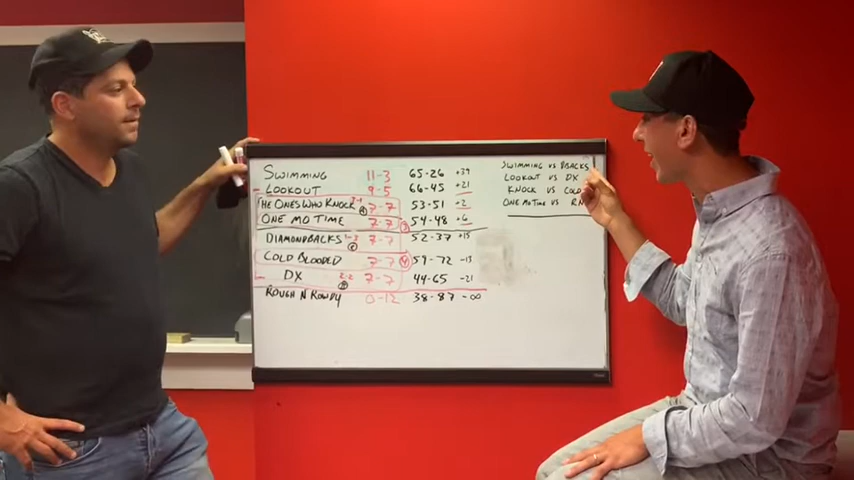 SWIMMING 11-3 65-26 +39
LOOKOUT 9-5 66-45 +21
HE ONES WHO KNOCK 7-7 53-51 +2
ONE MO TIME 7-7 54-48 +6
DIAMONDBACKS 7-7 52-37 +15
COLD BLOODED 7-7 59-72 -13
DX 2-2 7-7 44-65 -21
ROUGH N ROWDY 0-12 38-87 -∞
SWIMMING VS DBACKS
LOOKOUT VS DX
KNOCK VS COLD
ONE MO TIME VS RN